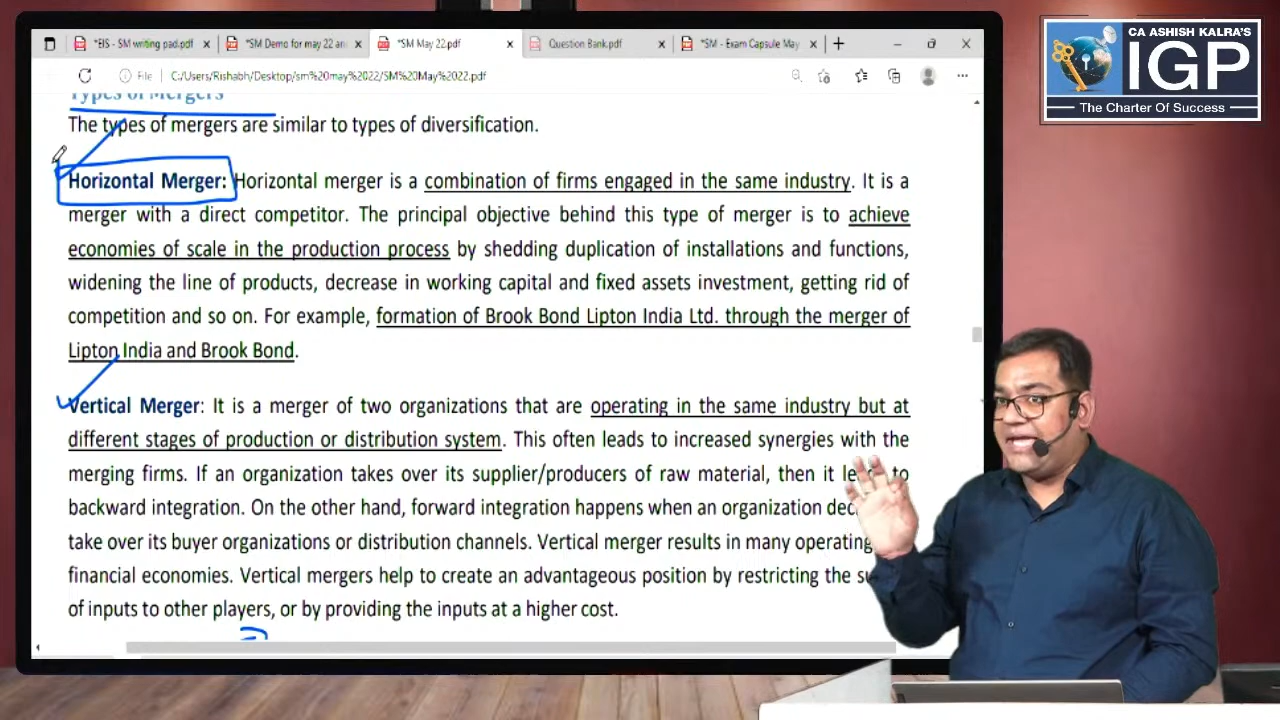 *EIS - SM writing pad.pdf
*SM Demo for may 22 an
*SM May 22.pdf
Question Bank.pdf
*SM - Exam Capsule May
File
C:/Users/Rishabh/Desktop/sm%20may%2022/SM%20May%2022.pdf
CA ASHISH KALRA'S
IGP
The Charter Of Success
Types of Mergers
The types of mergers are similar to types of diversification.
Horizontal Merger: Horizontal merger is a combination of firms engaged in the same industry. It is a
merger with a direct competitor. The principal objective behind this type of merger is to achieve
economies of scale in the production process by shedding duplication of installations and functions,
widening the line of products, decrease in working capital and fixed assets investment, getting rid of
competition and so on. For example, formation of Brook Bond Lipton India Ltd. through the merger of
Lipton India and Brook Bond.
Vertical Merger: It is a merger of two organizations that are operating in the same industry but at
different stages of production or distribution system. This often leads to increased synergies with the
merging firms. If an organization takes over its supplier/producers of raw material, then it to
backward integration. On the other hand, forward integration happens when an organization
take over its buyer organizations or distribution channels. Vertical merger results in many operating
financial economies. Vertical mergers help to create an advantageous position by restricting the
of inputs to other players, or by providing the inputs at a higher cost.